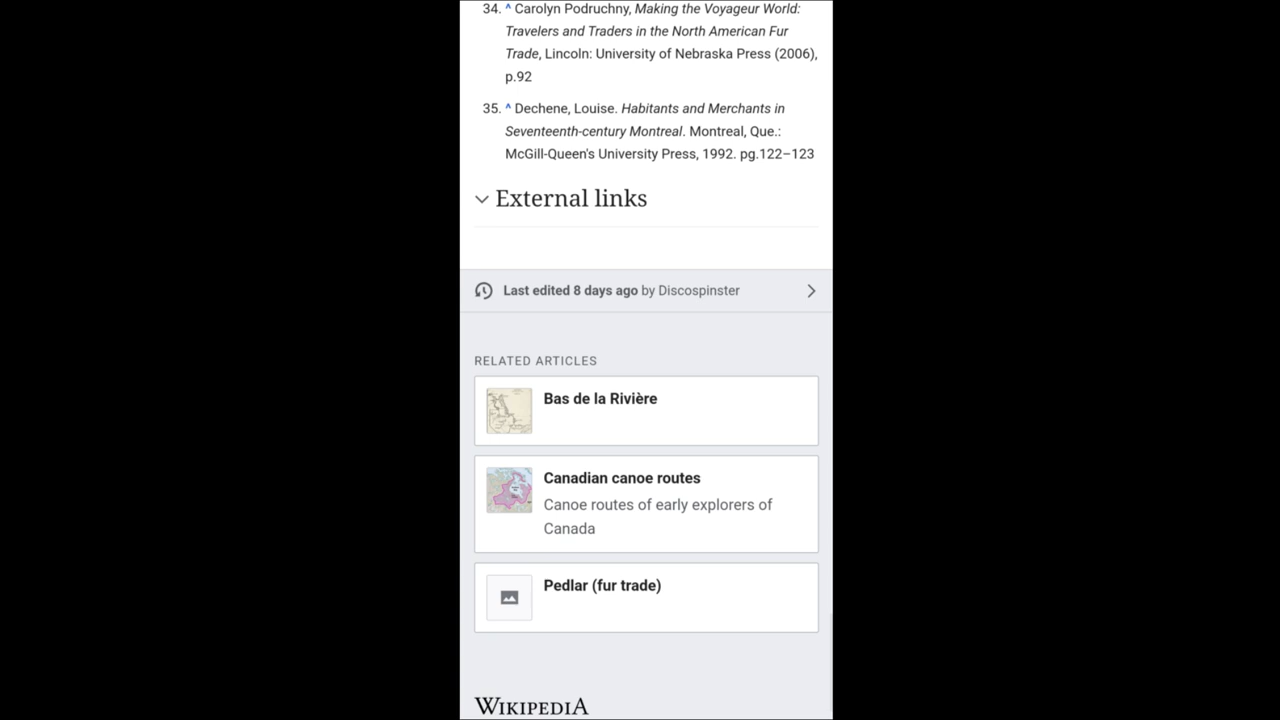 34. ^ Carolyn Podruchny, Making the Voyageur World:
Travelers and Traders in the North American Fur
Trade, Lincoln: University of Nebraska Press (2006),
p.92
35. ^ Dechene, Louise. Habitants and Merchants in
Seventeenth-century Montreal. Montreal, Que.:
McGill-Queen's University Press, 1992. pg.122–123
External links
Last edited 8 days ago by Discospinster
RELATED ARTICLES
Bas de la Rivière
Canadian canoe routes
Canoe routes of early explorers of
Canada
Pedlar (fur trade)
WIKIPEDIA